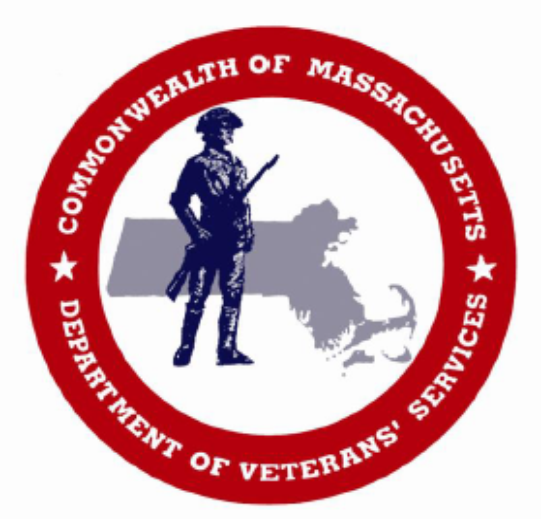 COMMONWEALTH OF MASSACHUSETTS
DEPARTMENT OF VETERANS' SERVICES